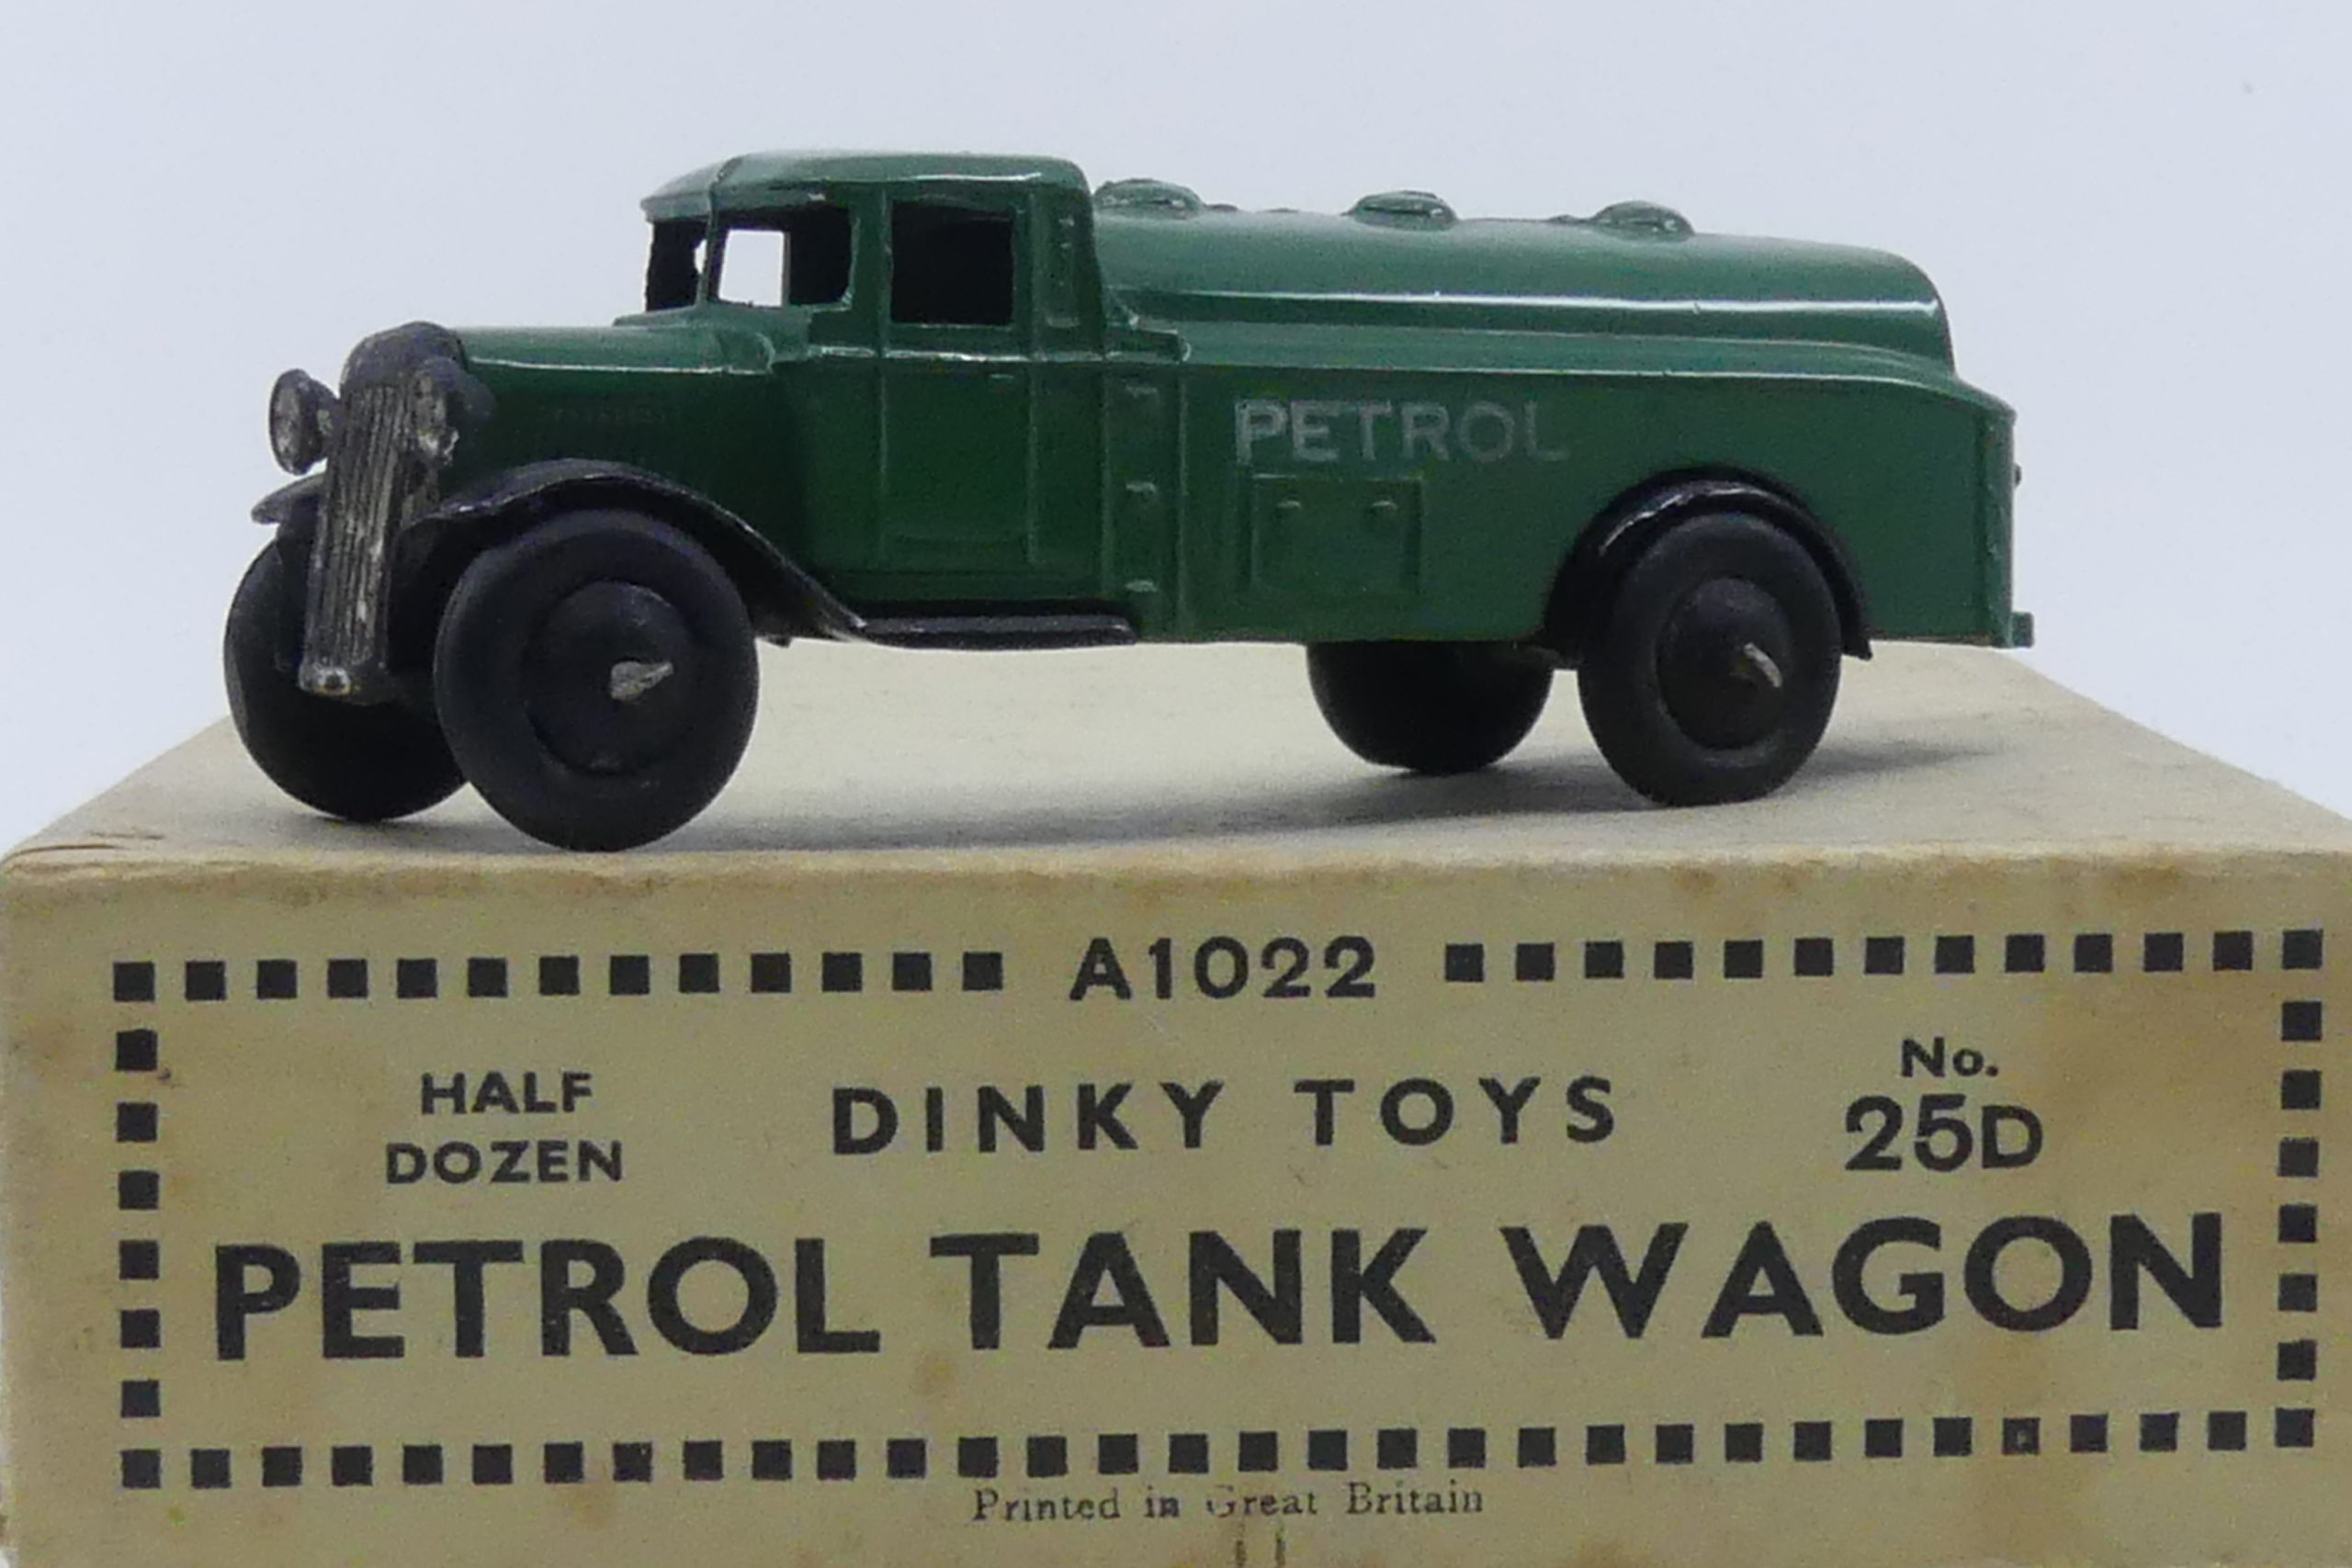 PETROL
A1022
HALF
DOZEN
DINKY TOYS
No.
25D
PETROL TANK WAGON
Printed in Great Britain